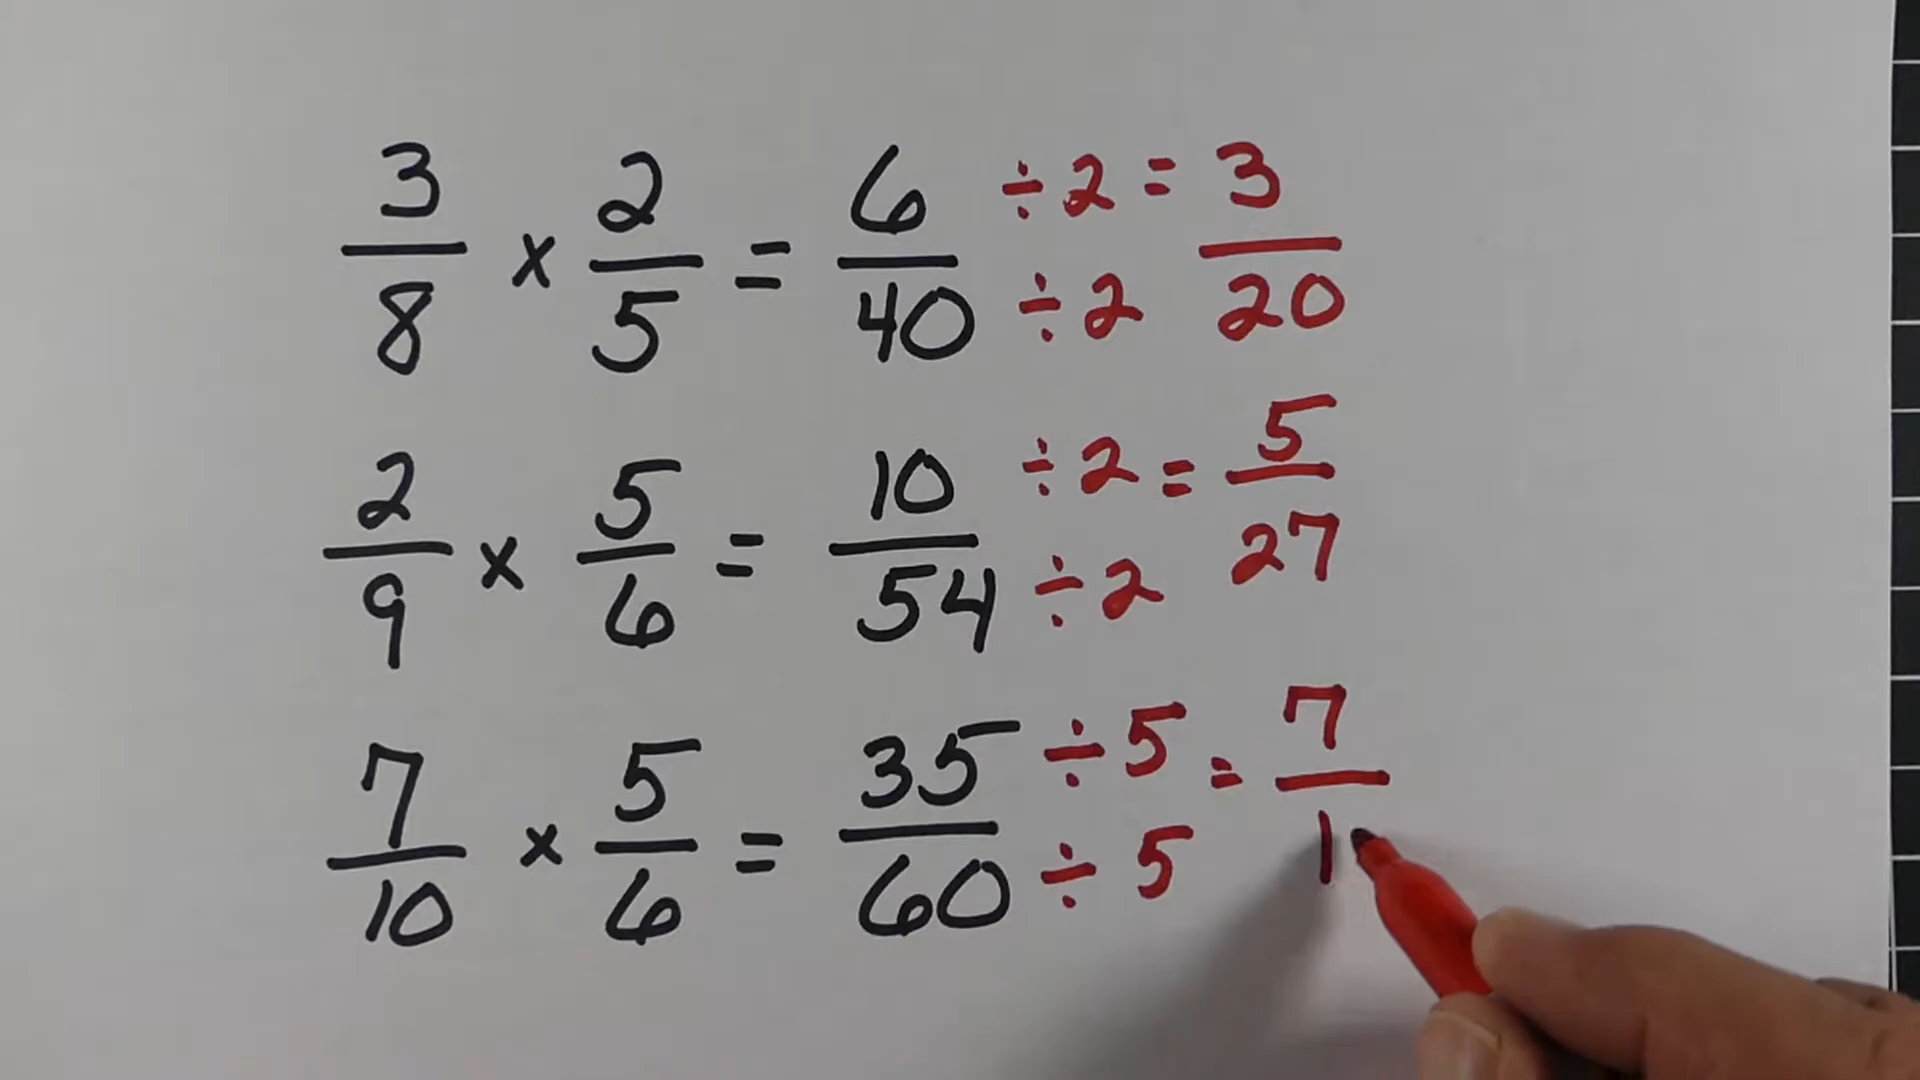 3/8 x 2/5 = 6/40 ÷2/÷2 = 3/20
2/9 x 5/6 = 10/54 ÷2/÷2 = 5/27
7/10 x 5/6 = 35/60 ÷5/÷5 = 7/1